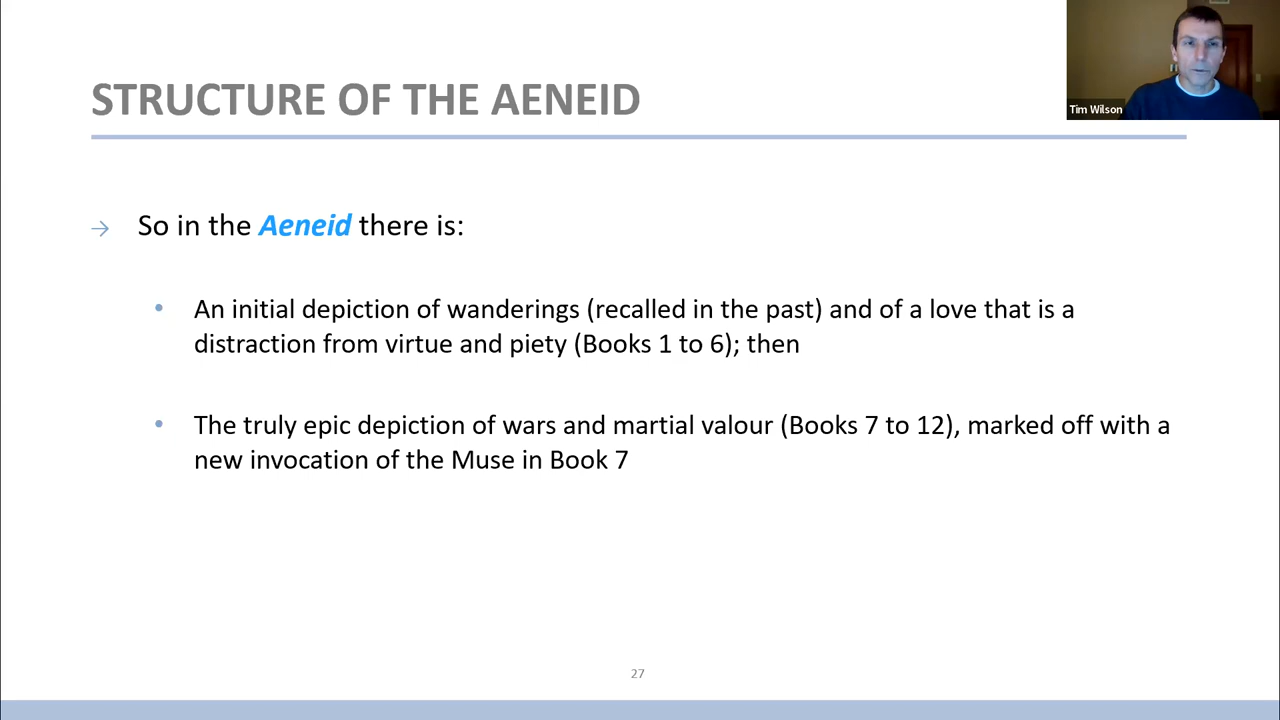 STRUCTURE OF THE AENEID
Tim Wilson
→ So in the Aeneid there is:
• An initial depiction of wanderings (recalled in the past) and of a love that is a
distraction from virtue and piety (Books 1 to 6); then
• The truly epic depiction of wars and martial valour (Books 7 to 12), marked off with a
new invocation of the Muse in Book 7
27